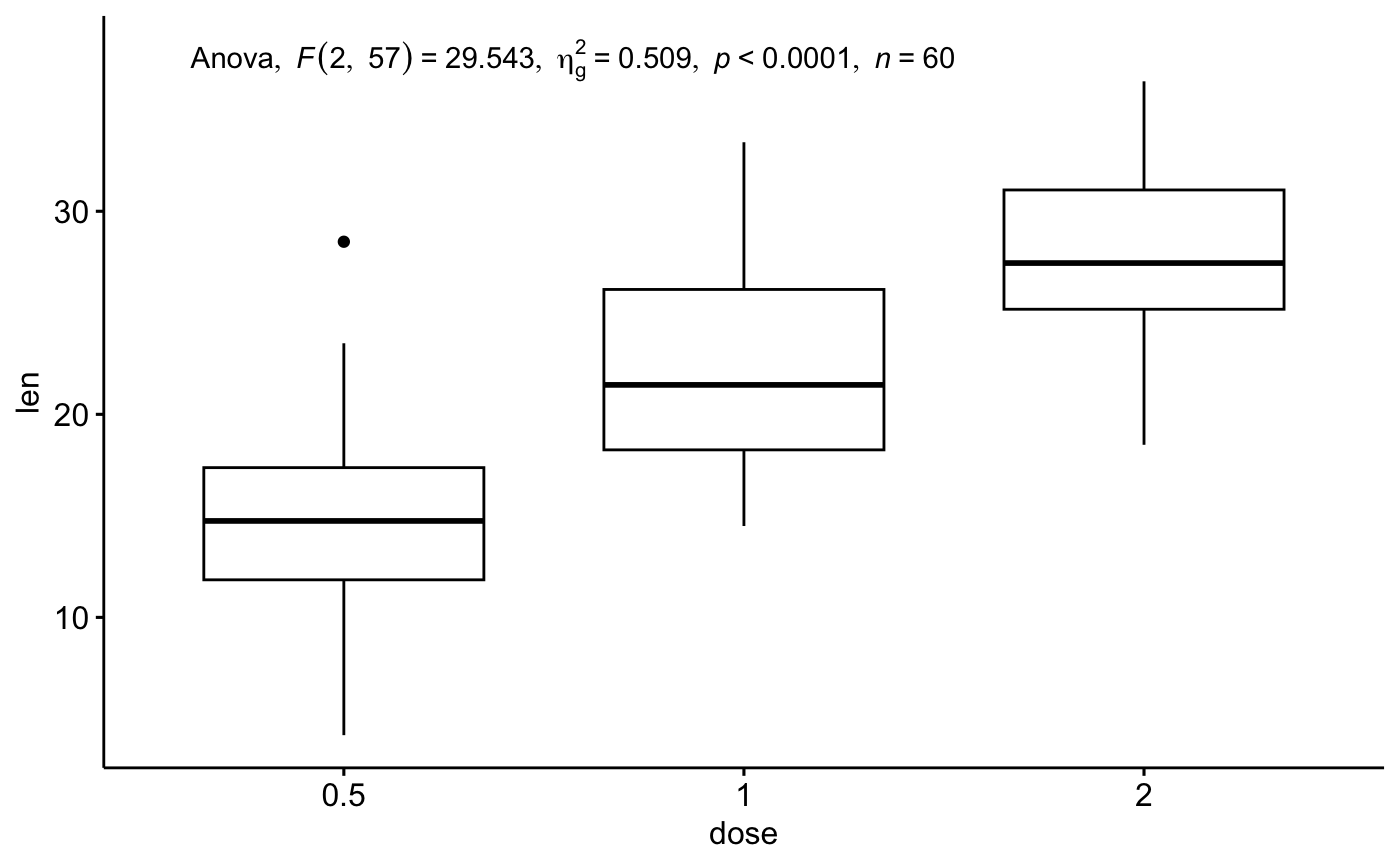 Anova, F(2, 57) = 29.543, η²g = 0.509, p < 0.0001, n = 60
30
20
10
len
0.5 1 2
dose